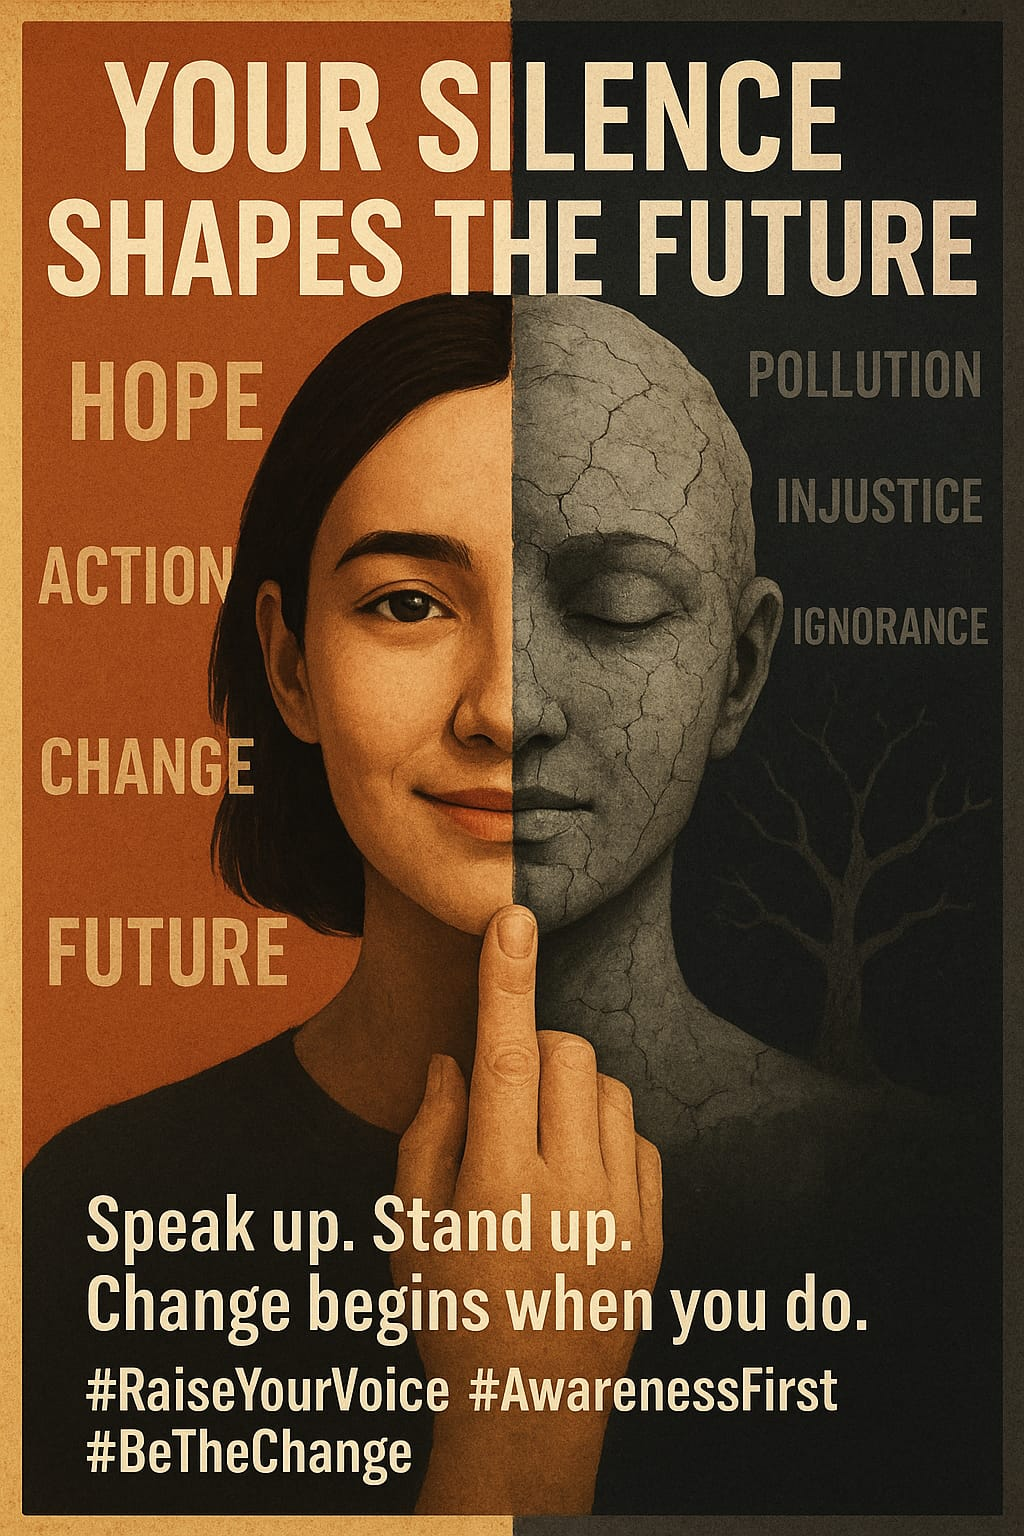 YOUR SILENCE
SHAPES THE FUTURE
HOPE
ACTION
CHANGE
FUTURE
POLLUTION
INJUSTICE
IGNORANCE
Speak up. Stand up.
Change begins when you do.
#RaiseYourVoice #AwarenessFirst
#BeTheChange